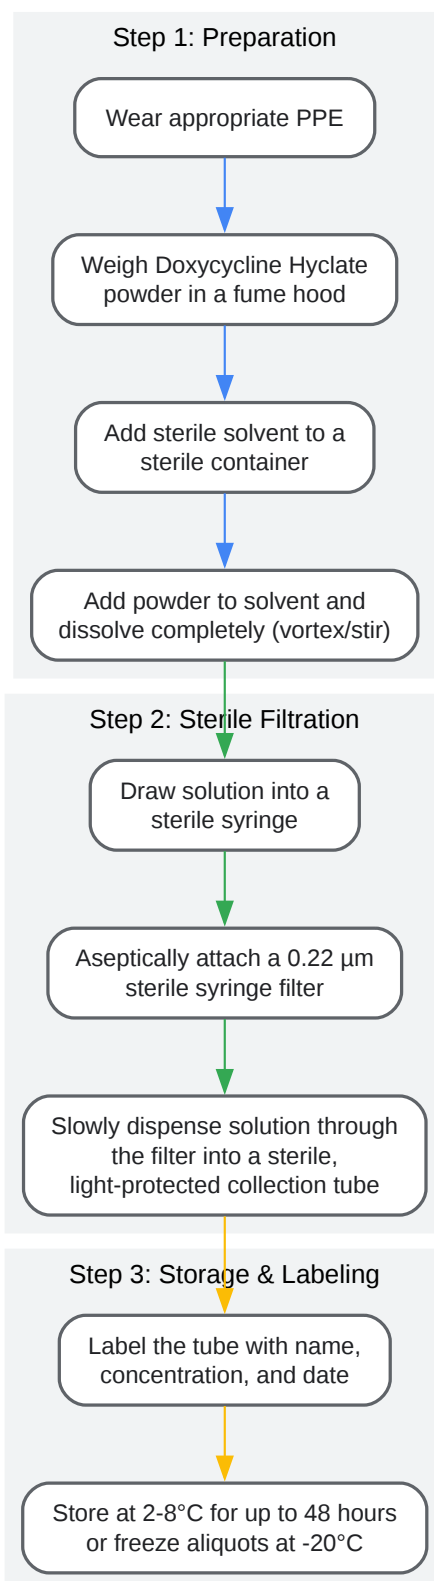 Step 1: Preparation
Wear appropriate PPE
Weigh Doxycycline Hyclate
powder in a fume hood
Add sterile solvent to a
sterile container
Add powder to solvent and
dissolve completely (vortex/stir)
Step 2: Sterile Filtration
Draw solution into a
sterile syringe
Aseptically attach a 0.22 µm
sterile syringe filter
Slowly dispense solution through
the filter into a sterile,
light-protected collection tube
Step 3: Storage & Labeling
Label the tube with name,
concentration, and date
Store at 2-8°C for up to 48 hours
or freeze aliquots at -20°C